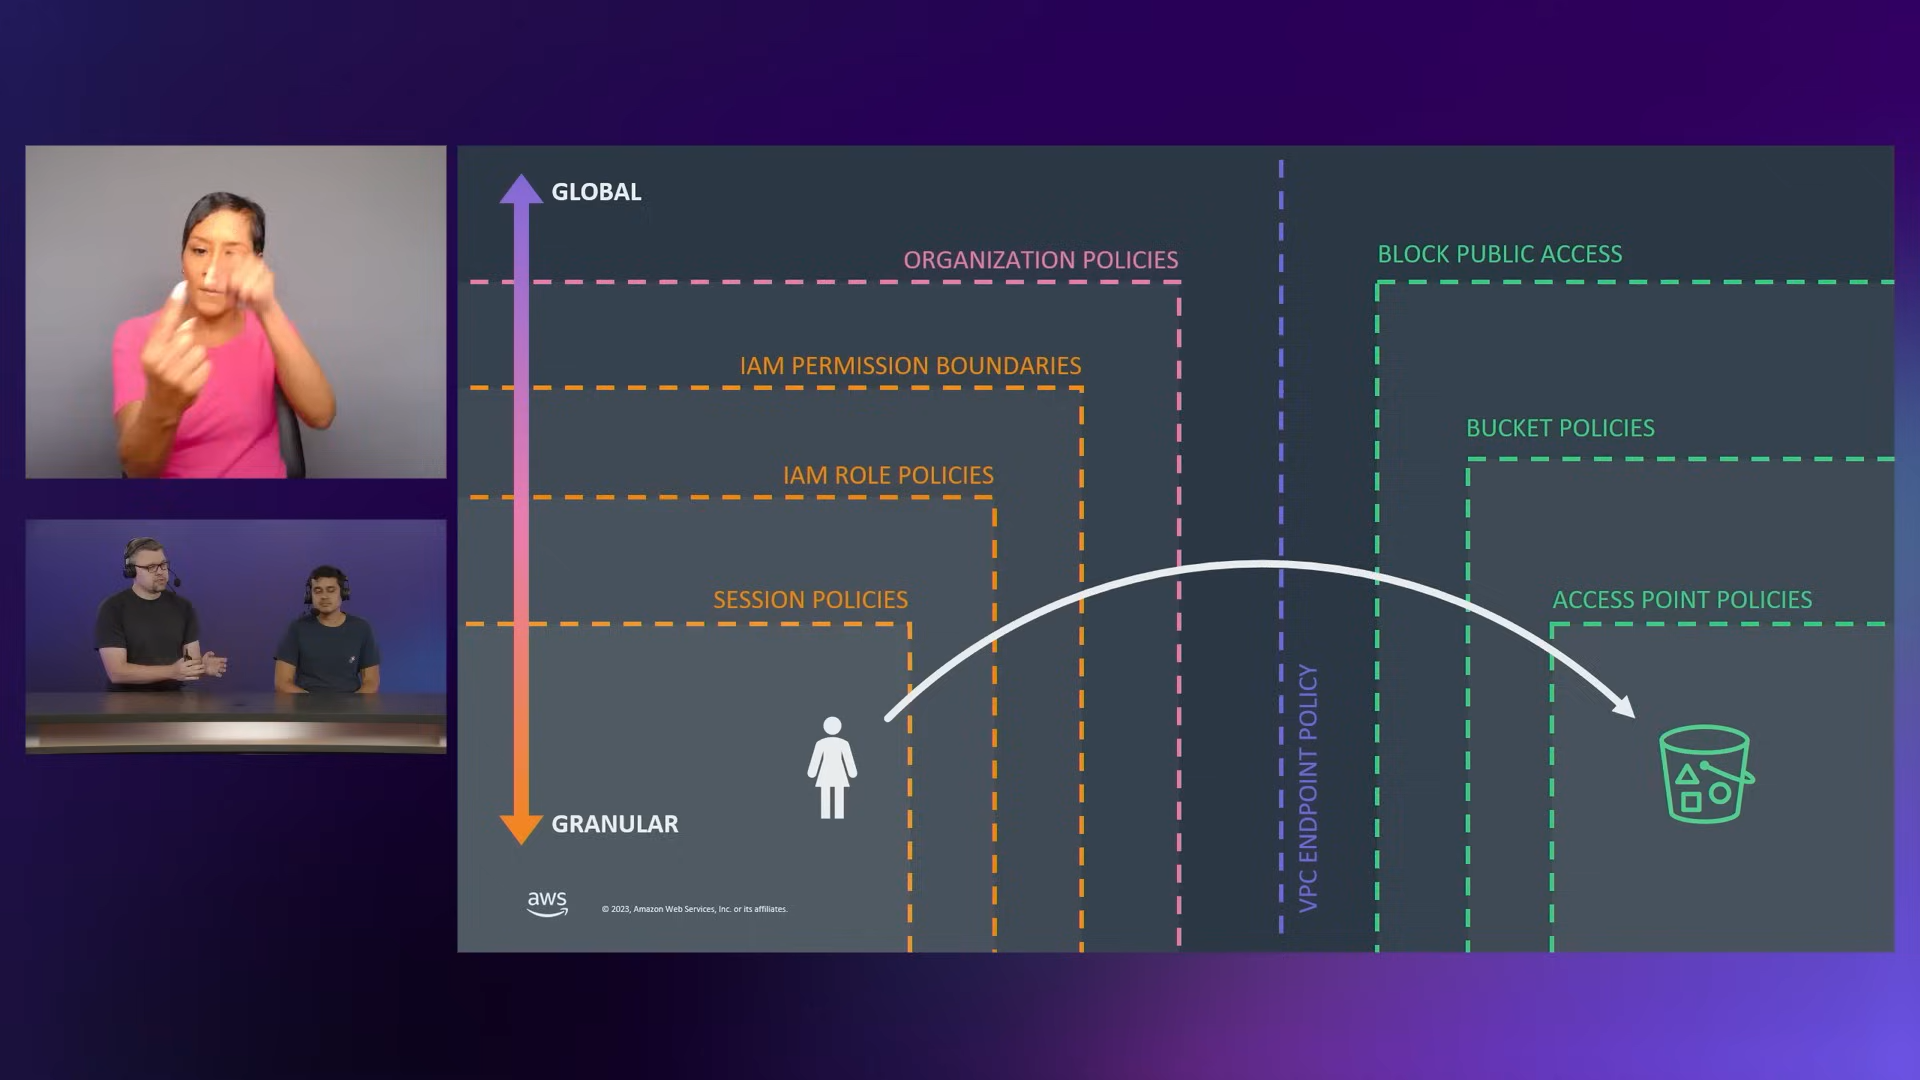 GLOBAL
ORGANIZATION POLICIES
BLOCK PUBLIC ACCESS
IAM PERMISSION BOUNDARIES
BUCKET POLICIES
IAM ROLE POLICIES
SESSION POLICIES
ACCESS POINT POLICIES
VPC ENDPOINT POLICY
GRANULAR
aws
© 2023, Amazon Web Services, Inc. or its affiliates.